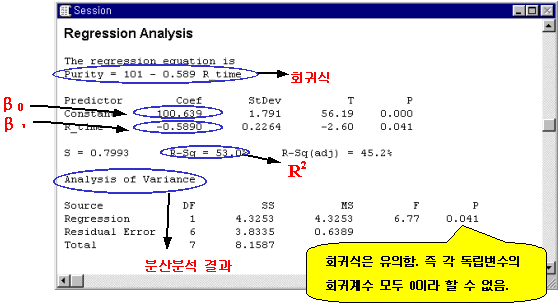 Session
Regression Analysis
The regression equation is
Purity = 101 - 0.589 R_time
회귀식
Predictor Coef StDev T P
β0 Constant 100.639 1.791 56.19 0.000
β1 R_time -0.5890 0.2264 -2.60 0.041
S = 0.7993 R-Sq = 53.0% R-Sq(adj) = 45.2%
R2
Analysis of Variance
Source DF SS MS F P
Regression 1 4.3253 4.3253 6.77 0.041
Residual Error 6 3.8335 0.6389
Total 7 8.1587
분산분석 결과
회귀식은 유의함. 즉 각 독립변수의
회귀계수 모두 0이라 할 수 없음.